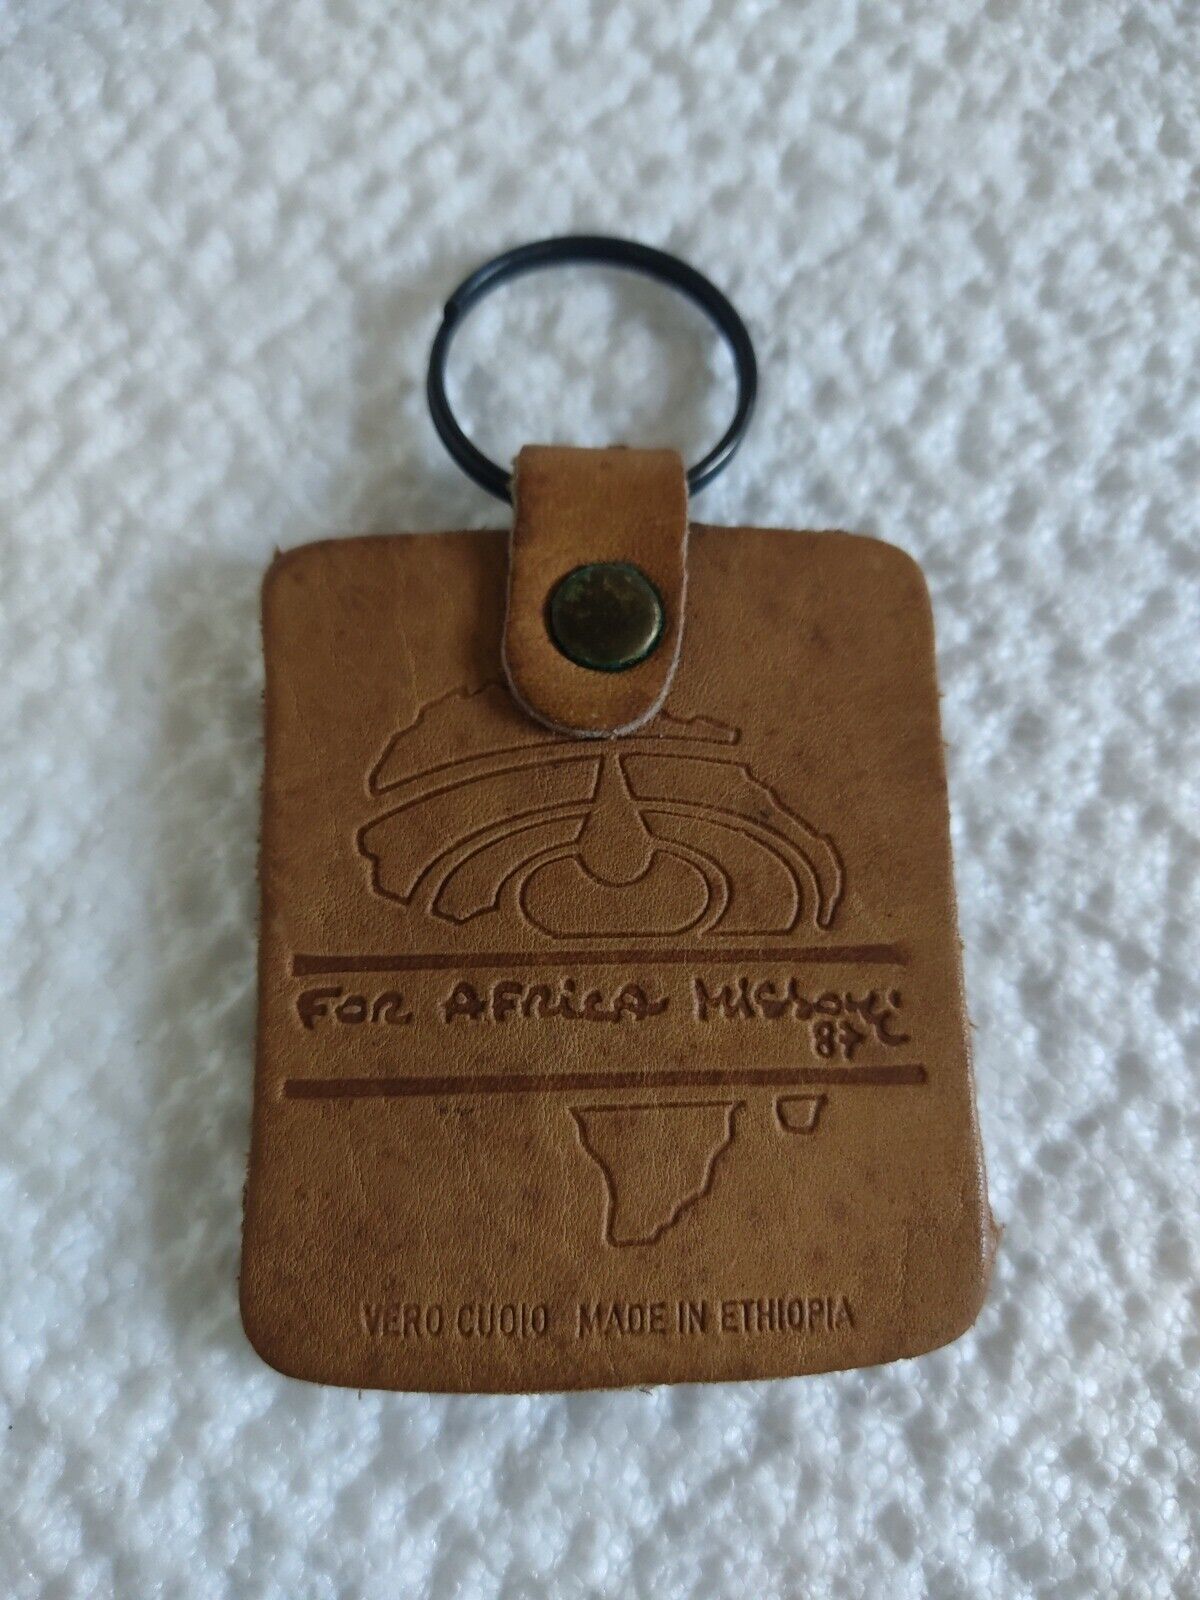 FOR AFRICA Missoni
87
VERO CUOIO MADE IN ETHIOPIA